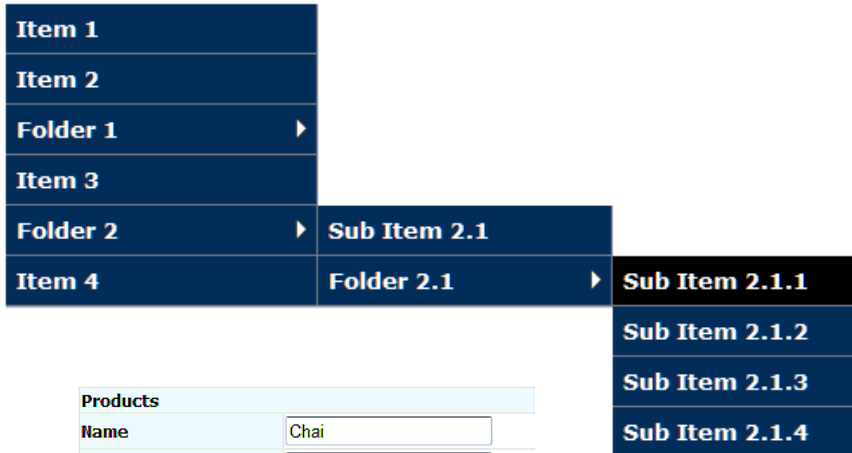 Item 1
Item 2
Folder 1
Item 3
Folder 2
Item 4
Sub Item 2.1
Folder 2.1
Sub Item 2.1.1
Sub Item 2.1.2
Sub Item 2.1.3
Sub Item 2.1.4
Products
Name Chai